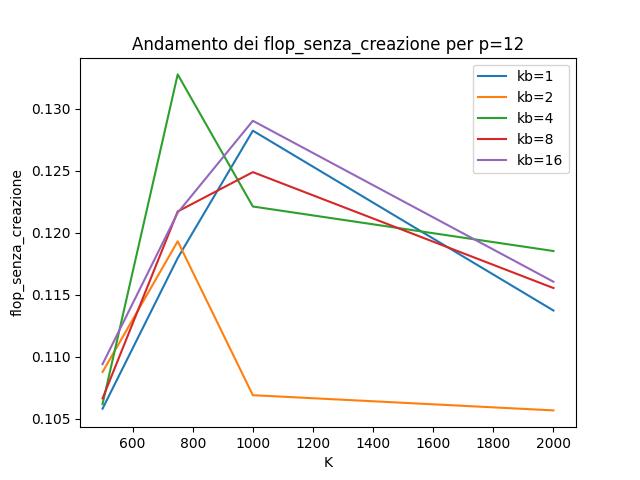 Andamento dei flop_senza_creazione per p=12
kb=1
kb=2
kb=4
kb=8
kb=16
flop_senza_creazione
0.130
0.125
0.120
0.115
0.110
0.105
600 800 1000 1200 1400 1600 1800 2000
K